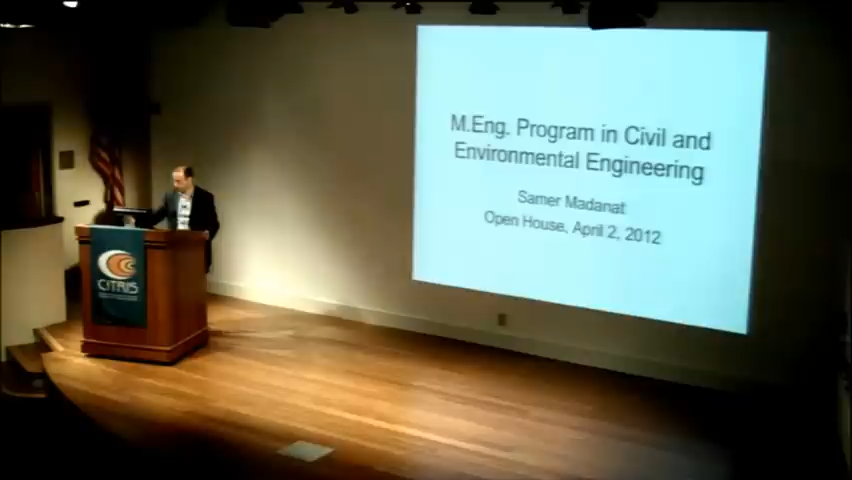 M.Eng. Program in Civil and
Environmental Engineering
Samer Madanat
Open House, April 2, 2012
CITRIS